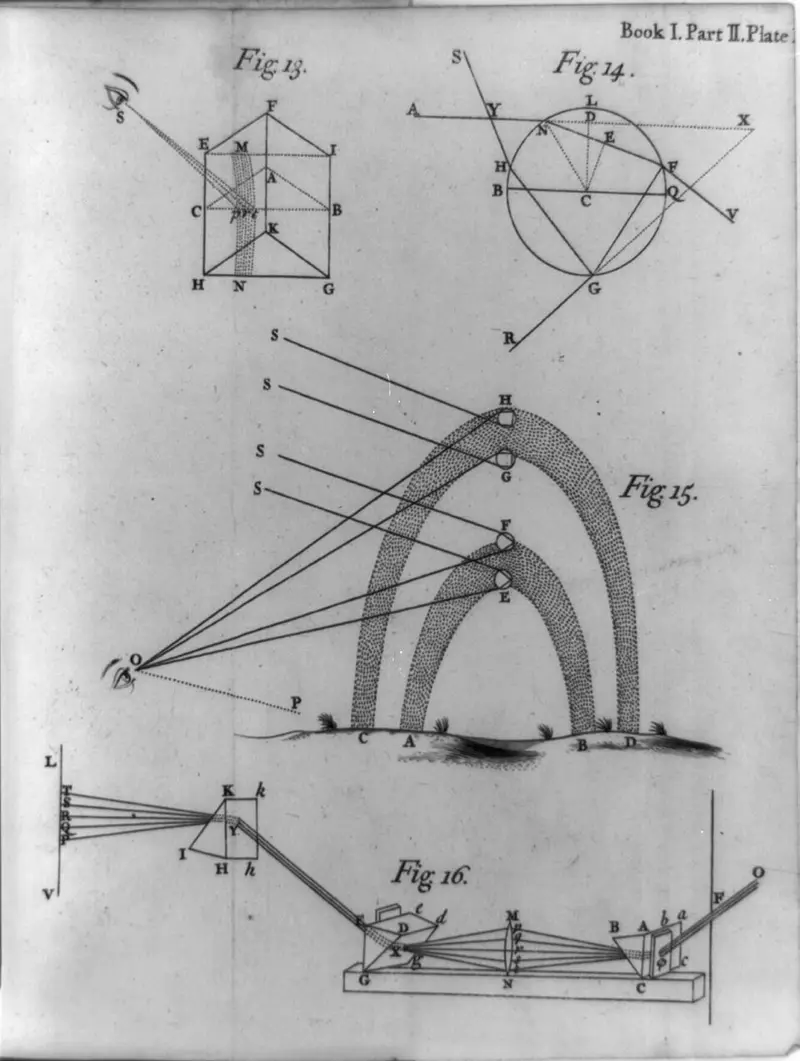 Book I. Part II. Plate
Fig. 13.
Fig. 14.
S
F
E
M
I
A
C
B
K
H
N
G
S
A
Y
L
D
X
N
E
H
F
B
C
Q
V
G
R
S
S
S
S
H
G
Fig. 15.
F
E
O
P
C
A
B
D
L
T
S
R
Q
P
V
K
k
Y
I
H
h
Fig. 16.
E
D
e
d
X
g
G
M
p
q
r
t
N
B
A
b
a
φ
C
c
F
O